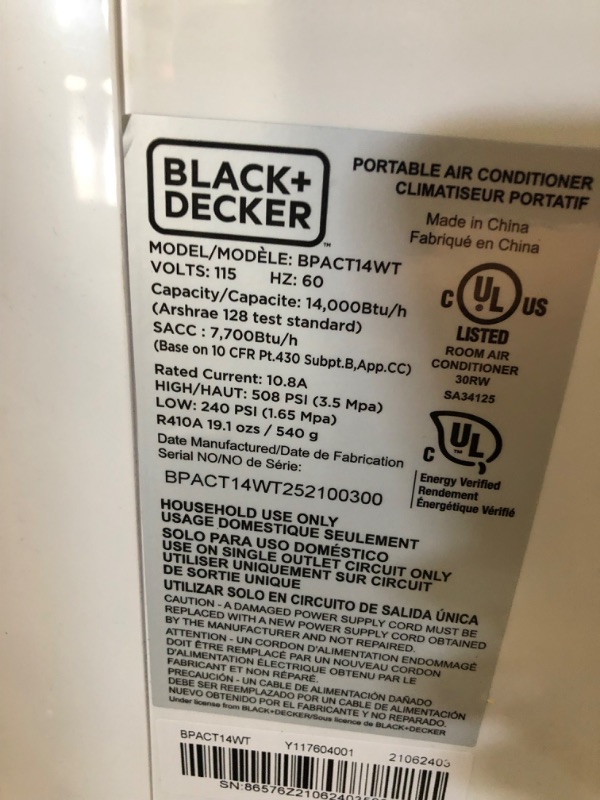 BLACK+
DECKER
™
PORTABLE AIR CONDITIONER
CLIMATISEUR PORTATIF
Made in China
Fabriqué en China
MODEL/MODÈLE: BPACT14WT
VOLTS: 115 HZ: 60
Capacity/Capacite: 14,000Btu/h
(Arshrae 128 test standard)
SACC : 7,700Btu/h
(Base on 10 CFR Pt.430 Subpt.B,App.CC)
Rated Current: 10.8A
HIGH/HAUT: 508 PSI (3.5 Mpa)
LOW: 240 PSI (1.65 Mpa)
R410A 19.1 ozs / 540 g
Date Manufactured/Date de Fabrication
Serial NO/NO de Série:
BPACT14WT252100300
C UL US
LISTED
ROOM AIR
CONDITIONER
30RW
SA34125
C UL
Energy Verified
Rendement
Énergétique Vérifié
HOUSEHOLD USE ONLY
USAGE DOMESTIQUE SEULEMENT
SOLO PARA USO DOMÉSTICO
USE ON SINGLE OUTLET CIRCUIT ONLY
UTILISER UNIQUEMENT SUR CIRCUIT
DE SORTIE UNIQUE
UTILIZAR SOLO EN CIRCUITO DE SALIDA ÚNICA
CAUTION - A DAMAGED POWER SUPPLY CORD MUST BE
REPLACED WITH A NEW POWER SUPPLY CORD OBTAINED
BY THE MANUFACTURER AND NOT REPAIRED.
ATTENTION - UN CORDON D'ALIMENTATION ENDOMMAGÉ
DOIT ÊTRE REMPLACÉ PAR UN NOUVEAU CORDON
D'ALIMENTATION ÉLECTRIQUE OBTENU PAR LE
FABRICANT ET NON RÉPARÉ.
PRECAUCIÓN - UN CABLE DE ALIMENTACIÓN DAÑADO
DEBE SER REEMPLAZADO POR UN CABLE DE ALIMENTACIÓN
NUEVO OBTENIDO POR EL FABRICANTE Y NO REPARADO.
Under license from BLACK+DECKER/Sous licence de BLACK+DECKER
BPACT14WT Y117604001 21062403